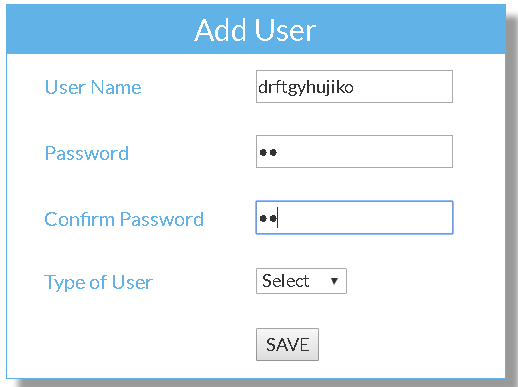 Add User
User Name drftgyhujiko
Password ••
Confirm Password ••
Type of User Select ▼
SAVE